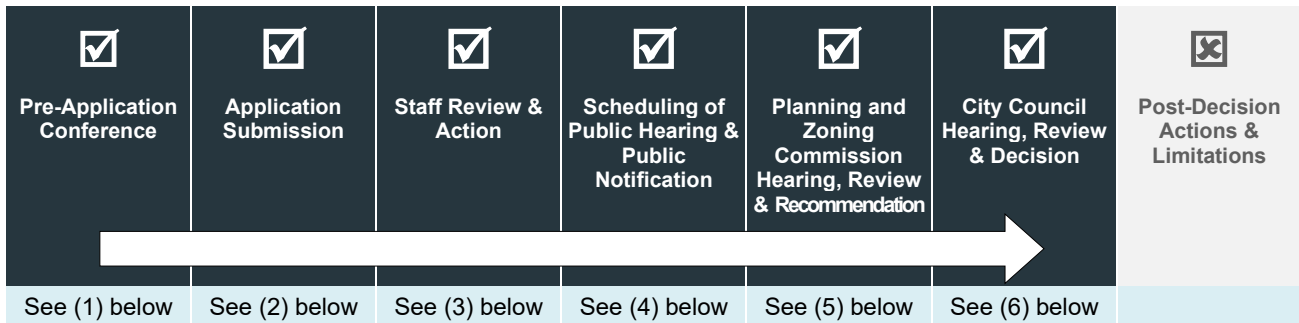 Pre-Application
Conference
Application
Submission
Staff Review &
Action
Scheduling of
Public Hearing &
Public
Notification
Planning and
Zoning
Commission
Hearing, Review
& Recommendation
City Council
Hearing, Review
& Decision
Post-Decision
Actions &
Limitations
See (1) below
See (2) below
See (3) below
See (4) below
See (5) below
See (6) below